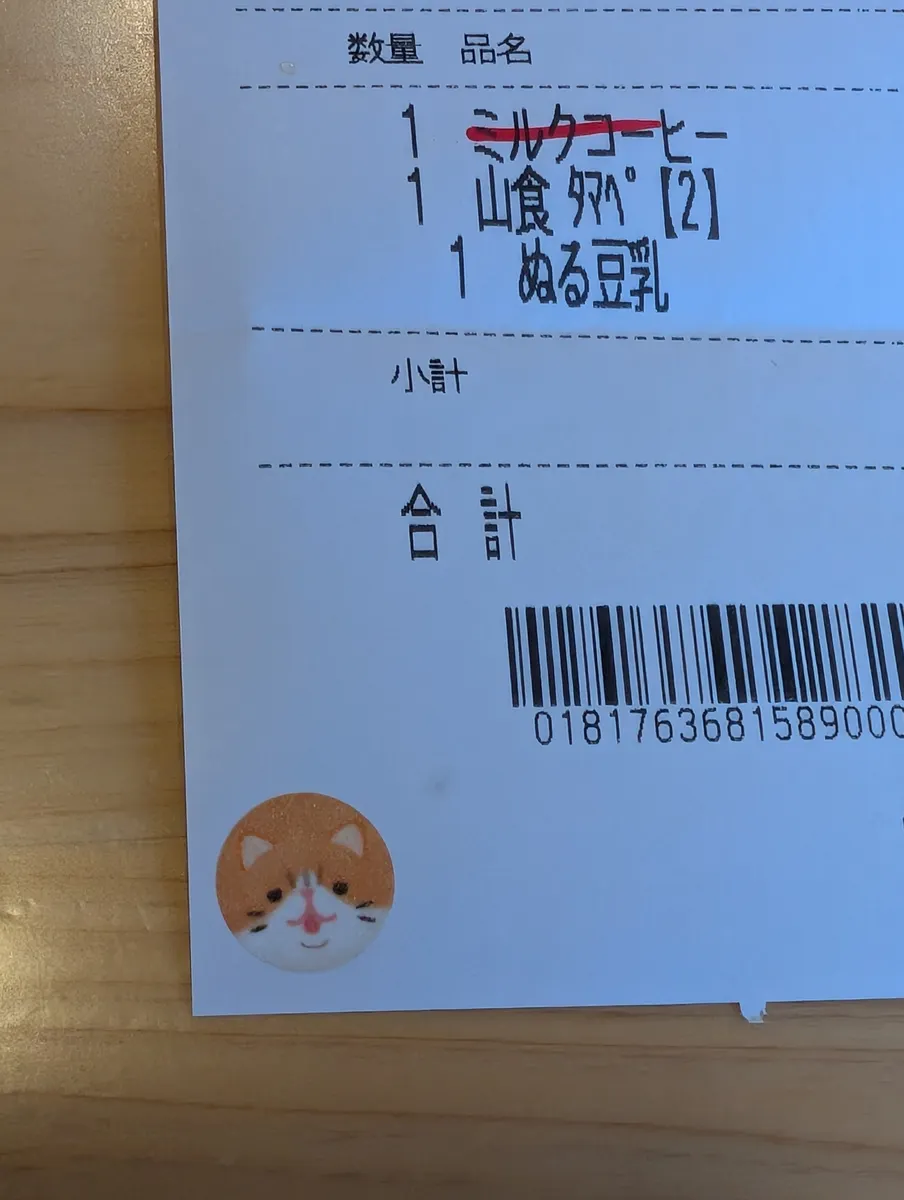 数量 品名
1 ミルクコーヒー
1 山食 ﾀﾏﾍﾟ【2】
1 ぬる豆乳
小計
合計
018176368158900